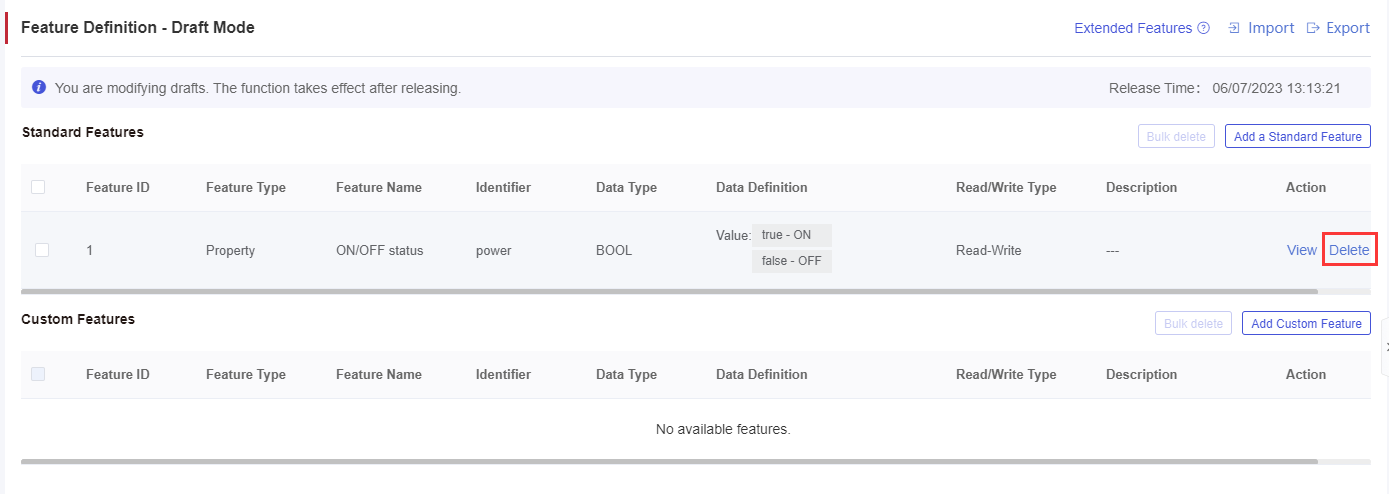 Feature Definition - Draft Mode
Extended Features ? Import Export
i You are modifying drafts. The function takes effect after releasing. Release Time: 06/07/2023 13:13:21
Standard Features
Bulk delete Add a Standard Feature
Feature ID Feature Type Feature Name Identifier Data Type Data Definition Read/Write Type Description Action
1 Property ON/OFF status power BOOL Value: true - ON Read-Write --- View Delete
false - OFF
Custom Features
Bulk delete Add Custom Feature
Feature ID Feature Type Feature Name Identifier Data Type Data Definition Read/Write Type Description Action
No available features.